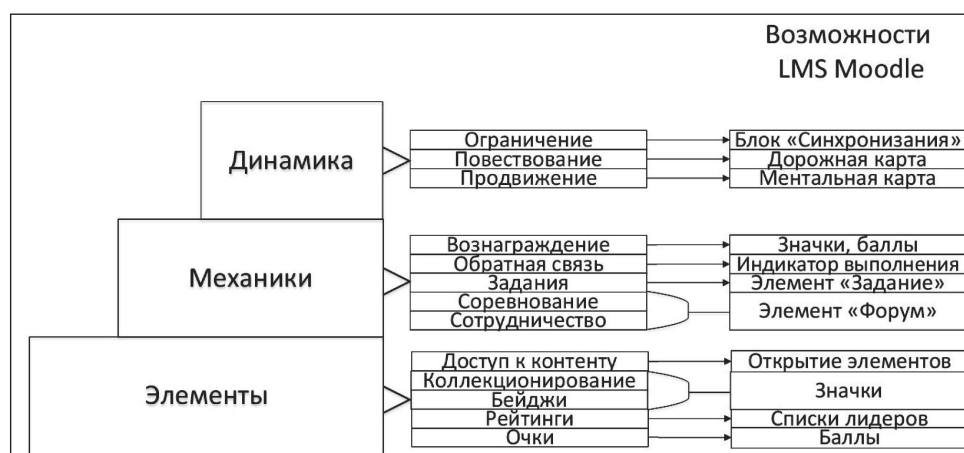 Возможности
LMS Moodle
Динамика
Ограничение
Блок «Синхронизания»
Повествование
Дорожная карта
Продвижение
Ментальная карта
Механики
Вознаграждение
Значки, баллы
Обратная связь
Индикатор выполнения
Задания
Элемент «Задание»
Соревнование
Сотрудничество
Элемент «Форум»
Элементы
Доступ к контенту
Открытие элементов
Коллекционирование
Бейджи
Значки
Рейтинги
Списки лидеров
Очки
Баллы